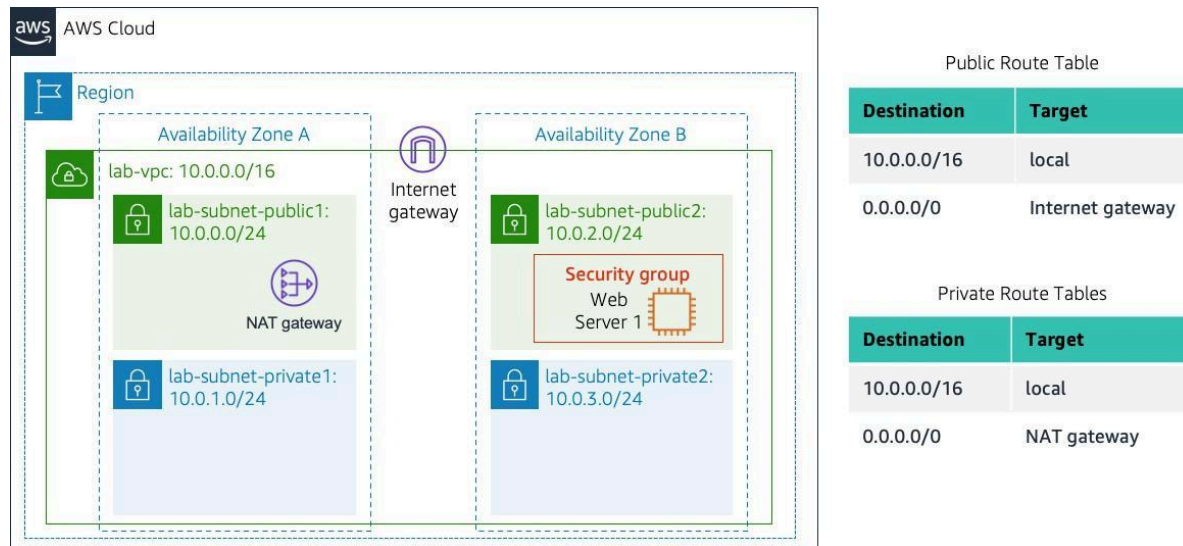 aws AWS Cloud
Region
Availability Zone A
Availability Zone B
lab-vpc: 10.0.0.0/16
Internet
gateway
lab-subnet-public1:
10.0.0.0/24
NAT gateway
lab-subnet-public2:
10.0.2.0/24
Security group
Web
Server 1
lab-subnet-private1:
10.0.1.0/24
lab-subnet-private2:
10.0.3.0/24
Public Route Table
Destination Target
10.0.0.0/16 local
0.0.0.0/0 Internet gateway
Private Route Tables
Destination Target
10.0.0.0/16 local
0.0.0.0/0 NAT gateway